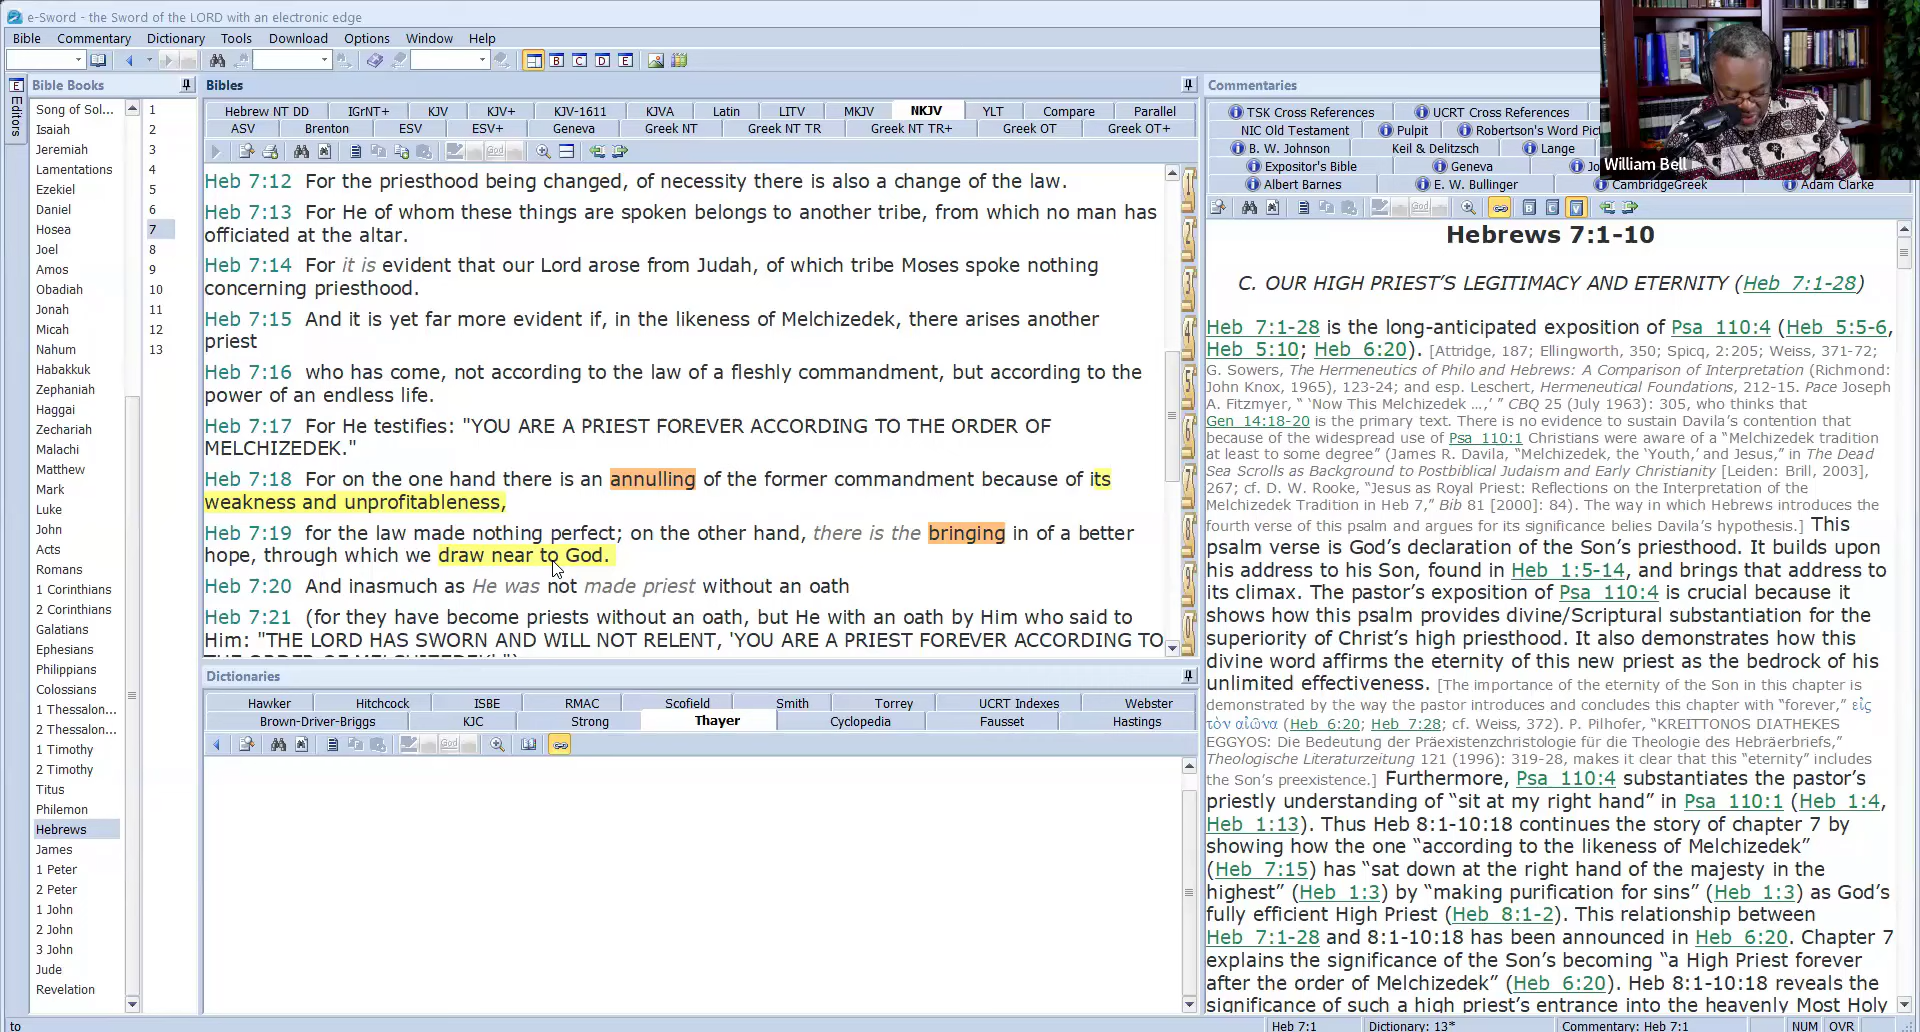 e-Sword - the Sword of the LORD with an electronic edge
Bible Commentary Dictionary Tools Download Options Window Help
B C D E
Editors
Bible Books
Song of Sol...
Isaiah
Jeremiah
Lamentations
Ezekiel
Daniel
Hosea
Joel
Amos
Obadiah
Jonah
Micah
Nahum
Habakkuk
Zephaniah
Haggai
Zechariah
Malachi
Matthew
Mark
Luke
John
Acts
Romans
1 Corinthians
2 Corinthians
Galatians
Ephesians
Philippians
Colossians
1 Thessalon...
2 Thessalon...
1 Timothy
2 Timothy
Titus
Philemon
Hebrews
James
1 Peter
2 Peter
1 John
2 John
3 John
Jude
Revelation
1
2
3
4
5
6
7
8
9
10
11
12
13
Bibles
Hebrew NT DD IGrNT+ KJV KJV+ KJV-1611 KJVA Latin LITV MKJV NKJV YLT Compare Parallel
ASV Brenton ESV ESV+ Geneva Greek NT Greek NT TR Greek NT TR+ Greek OT Greek OT+
Heb 7:12 For the priesthood being changed, of necessity there is also a change of the law.
Heb 7:13 For He of whom these things are spoken belongs to another tribe, from which no man has
officiated at the altar.
Heb 7:14 For it is evident that our Lord arose from Judah, of which tribe Moses spoke nothing
concerning priesthood.
Heb 7:15 And it is yet far more evident if, in the likeness of Melchizedek, there arises another
priest
Heb 7:16 who has come, not according to the law of a fleshly commandment, but according to the
power of an endless life.
Heb 7:17 For He testifies: "YOU ARE A PRIEST FOREVER ACCORDING TO THE ORDER OF
MELCHIZEDEK."
Heb 7:18 For on the one hand there is an annulling of the former commandment because of its
weakness and unprofitableness,
Heb 7:19 for the law made nothing perfect; on the other hand, there is the bringing in of a better
hope, through which we draw near to God.
Heb 7:20 And inasmuch as He was not made priest without an oath
Heb 7:21 (for they have become priests without an oath, but He with an oath by Him who said to
Him: "THE LORD HAS SWORN AND WILL NOT RELENT, 'YOU ARE A PRIEST FOREVER ACCORDING TO
THE ORDER OF MELCHIZEDEK'")
1
2
3
4
5
6
7
8
9
0
Dictionaries
Hawker Hitchcock ISBE RMAC Scofield Smith Torrey UCRT Indexes Webster
Brown-Driver-Briggs KJC Strong Thayer Cyclopedia Fausset Hastings
Commentaries
TSK Cross References UCRT Cross References
NIC Old Testament Pulpit Robertson's Word Pic
B. W. Johnson Keil & Delitzsch Lange
Expositor's Bible Geneva Jo
Albert Barnes E. W. Bullinger CambridgeGreek Adam Clarke
William Bell
B C V
Hebrews 7:1-10
C. OUR HIGH PRIEST’S LEGITIMACY AND ETERNITY (Heb 7:1-28)
Heb 7:1-28 is the long-anticipated exposition of Psa 110:4 (Heb 5:5-6,
Heb 5:10; Heb 6:20). [Attridge, 187; Ellingworth, 350; Spicq, 2:205; Weiss, 371-72;
G. Sowers, The Hermeneutics of Philo and Hebrews: A Comparison of Interpretation (Richmond:
John Knox, 1965), 123-24; and esp. Leschert, Hermeneutical Foundations, 212-15. Pace Joseph
A. Fitzmyer, “ ‘Now This Melchizedek ...,’ ” CBQ 25 (July 1963): 305, who thinks that
Gen 14:18-20 is the primary text. There is no evidence to sustain Davila’s contention that
because of the widespread use of Psa 110:1 Christians were aware of a “Melchizedek tradition
at least to some degree” (James R. Davila, “Melchizedek, the ‘Youth,’ and Jesus,” in The Dead
Sea Scrolls as Background to Postbiblical Judaism and Early Christianity [Leiden: Brill, 2003],
267; cf. D. W. Rooke, “Jesus as Royal Priest: Reflections on the Interpretation of the
Melchizedek Tradition in Heb 7,” Bib 81 [2000]: 84). The way in which Hebrews introduces the
fourth verse of this psalm and argues for its significance belies Davila’s hypothesis.] This
psalm verse is God’s declaration of the Son’s priesthood. It builds upon
his address to his Son, found in Heb 1:5-14, and brings that address to
its climax. The pastor’s exposition of Psa 110:4 is crucial because it
shows how this psalm provides divine/Scriptural substantiation for the
superiority of Christ’s high priesthood. It also demonstrates how this
divine word affirms the eternity of this new priest as the bedrock of his
unlimited effectiveness. [The importance of the eternity of the Son in this chapter is
demonstrated by the way the pastor introduces and concludes this chapter with “forever,” εἰς
τὸν αἰῶνα (Heb 6:20; Heb 7:28; cf. Weiss, 372). P. Pilhofer, “KREITTONOS DIATHEKES
EGGYOS: Die Bedeutung der Präexistenzchristologie für die Theologie des Hebräerbriefs,”
Theologische Literaturzeitung 121 (1996): 319-28, makes it clear that this “eternity” includes
the Son’s preexistence.] Furthermore, Psa 110:4 substantiates the pastor’s
priestly understanding of “sit at my right hand” in Psa 110:1 (Heb 1:4,
Heb 1:13). Thus Heb 8:1-10:18 continues the story of chapter 7 by
showing how the one “according to the likeness of Melchizedek”
(Heb 7:15) has “sat down at the right hand of the majesty in the
highest” (Heb 1:3) by “making purification for sins” (Heb 1:3) as God’s
fully efficient High Priest (Heb 8:1-2). This relationship between
Heb 7:1-28 and 8:1-10:18 has been announced in Heb 6:20. Chapter 7
explains the significance of the Son’s becoming “a High Priest forever
after the order of Melchizedek” (Heb 6:20). Heb 8:1-10:18 reveals the
significance of such a high priest’s entrance into the heavenly Most Holy
to Heb 7:1 Dictionary: 13* Commentary: Heb 7:1 NUM OVR